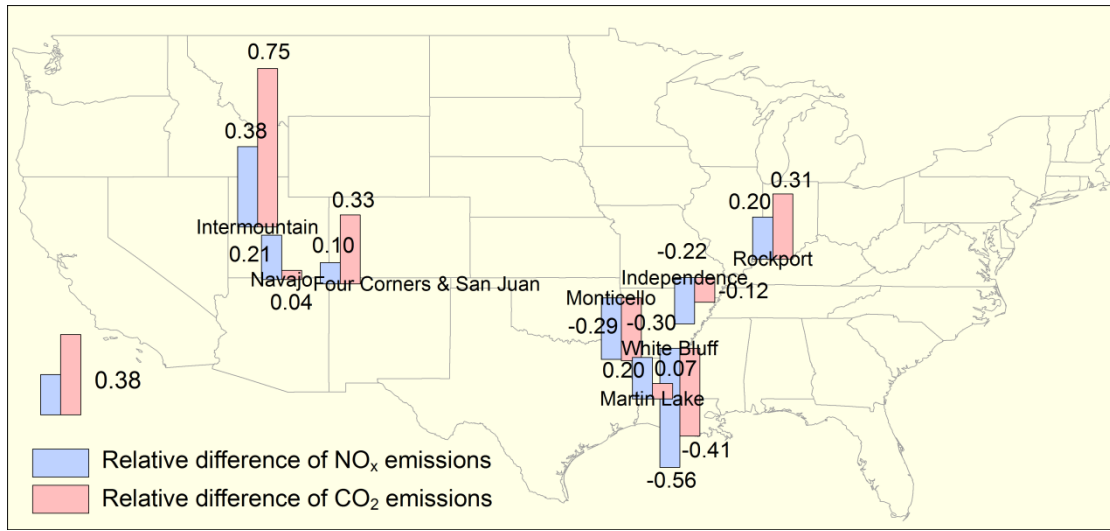 0.75
0.38
0.33
0.31
0.20
Intermountain
0.21
0.10
-0.22
Rockport
Navajo
Four Corners & San Juan
Independence
0.04
Monticello
-0.12
-0.29
-0.30
White Bluff
0.20
0.07
0.38
Martin Lake
-0.41
-0.56
Relative difference of NOx emissions
Relative difference of CO2 emissions